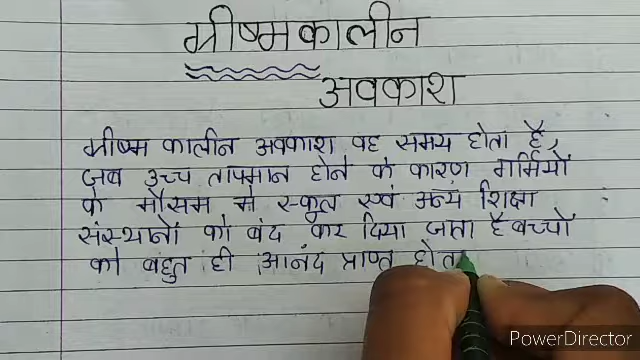 ग्रीष्मकालीन
अवकाश
ग्रीष्म कालीन अवकाश वह समय होता है,
जब उच्च तापमान होने के कारण गर्मियों
के मौसम मे स्कूल एवं अन्य शिक्षा
संस्थानों को बंद कर दिया जाता है बच्चों
को बहुत ही आनंद प्राप्त होता
PowerDirector